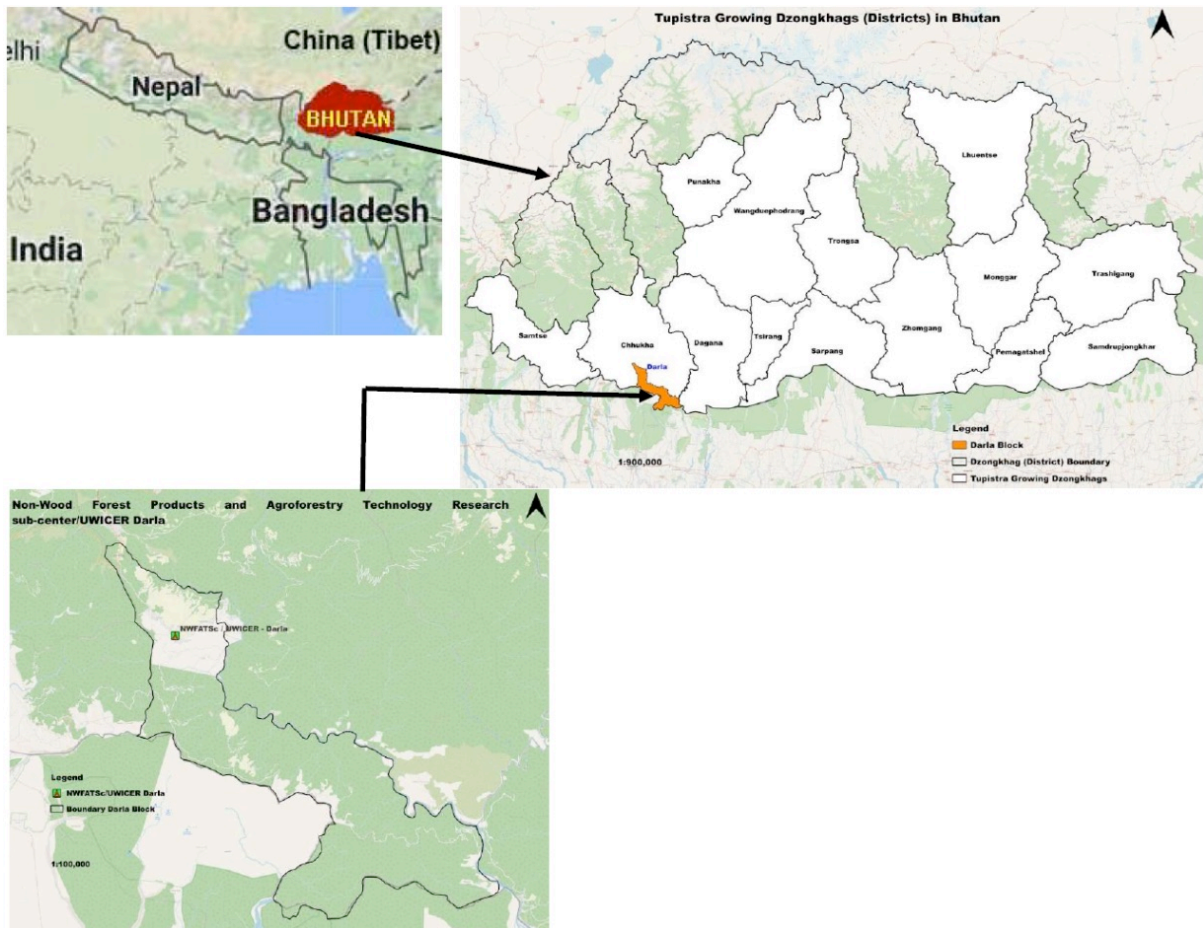 elhi
China (Tibet)
Nepal
BHUTAN
Bangladesh
India
Tupistra Growing Dzongkhags (Districts) in Bhutan
Lhuentse
Punakha
Wangduephodrang
Trongsa
Monggar
Trashigang
Samtse
Chhukha
Dagana
Tsirang
Sarpang
Zhemgang
Pemagatshel
Samdrupjongkhar
Darla
Legend
Darla Block
Dzongkhag (District) Boundary
Tupistra Growing Dzongkhags
1:900,000
Non-Wood Forest Products and Agroforestry Technology Research
sub-center/UWICER Darla
NWFATSc / UWICER - Darla
Legend
NWFATSc/UWICER Darla
Boundary Darla Block
1:100,000